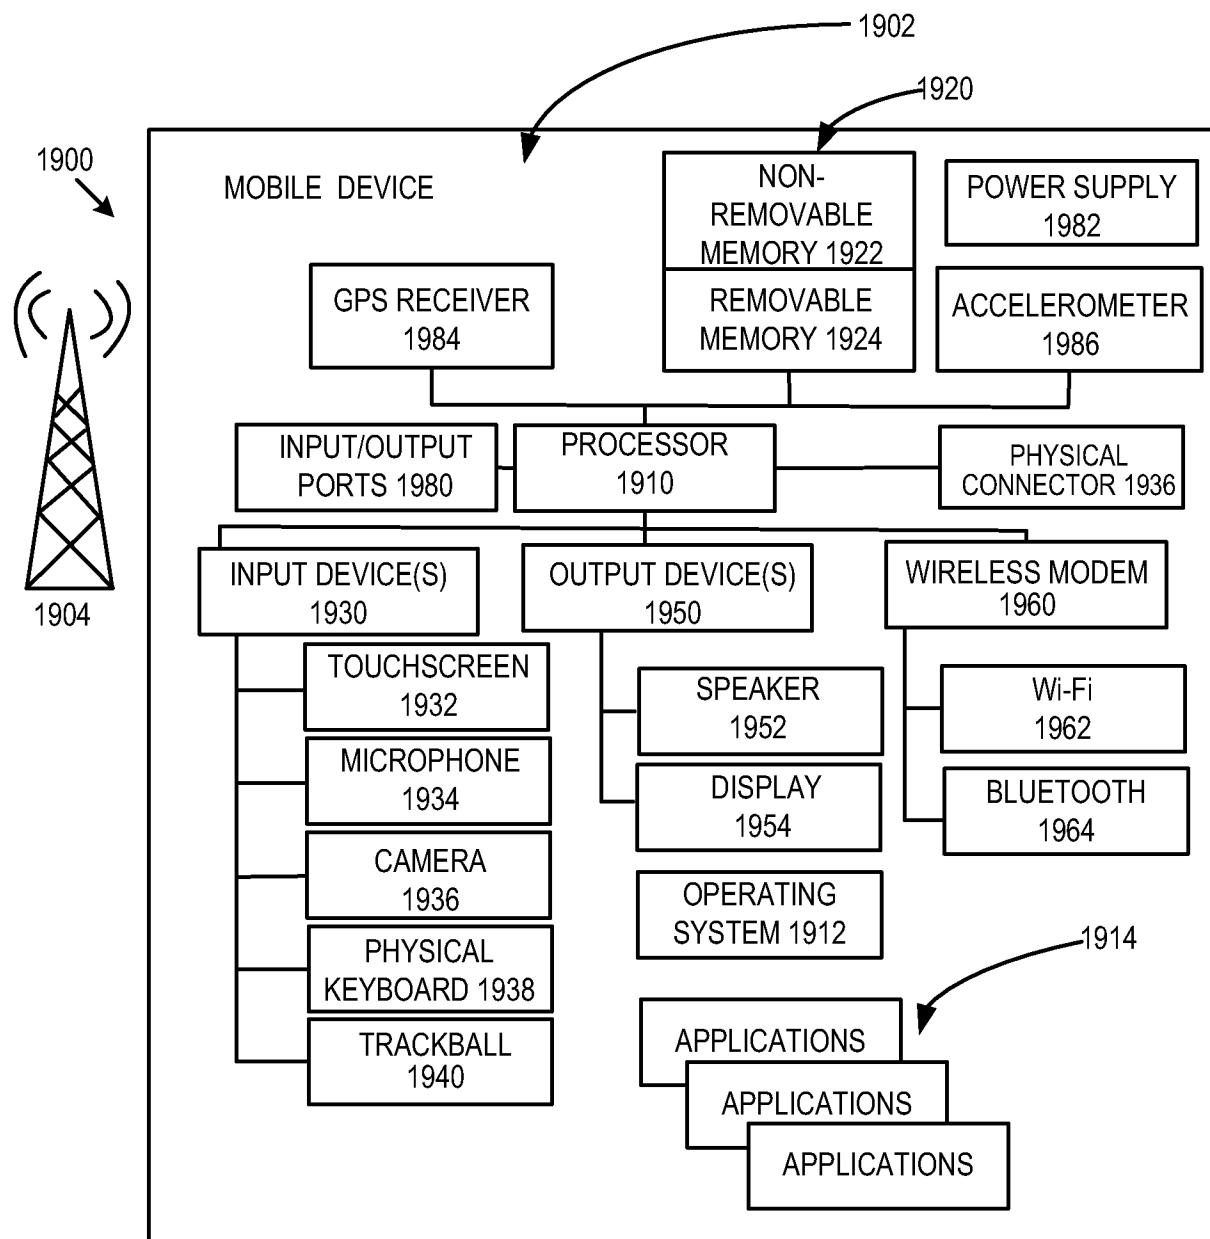 1902
1920
1900
MOBILE DEVICE
NON-
REMOVABLE
MEMORY 1922
POWER SUPPLY
1982
GPS RECEIVER
1984
REMOVABLE
MEMORY 1924
ACCELEROMETER
1986
INPUT/OUTPUT
PORTS 1980
PROCESSOR
1910
PHYSICAL
CONNECTOR 1936
INPUT DEVICE(S)
1930
OUTPUT DEVICE(S)
1950
WIRELESS MODEM
1960
1904
TOUCHSCREEN
1932
SPEAKER
1952
Wi-Fi
1962
MICROPHONE
1934
DISPLAY
1954
BLUETOOTH
1964
CAMERA
1936
OPERATING
SYSTEM 1912
PHYSICAL
KEYBOARD 1938
1914
TRACKBALL
1940
APPLICATIONS
APPLICATIONS
APPLICATIONS